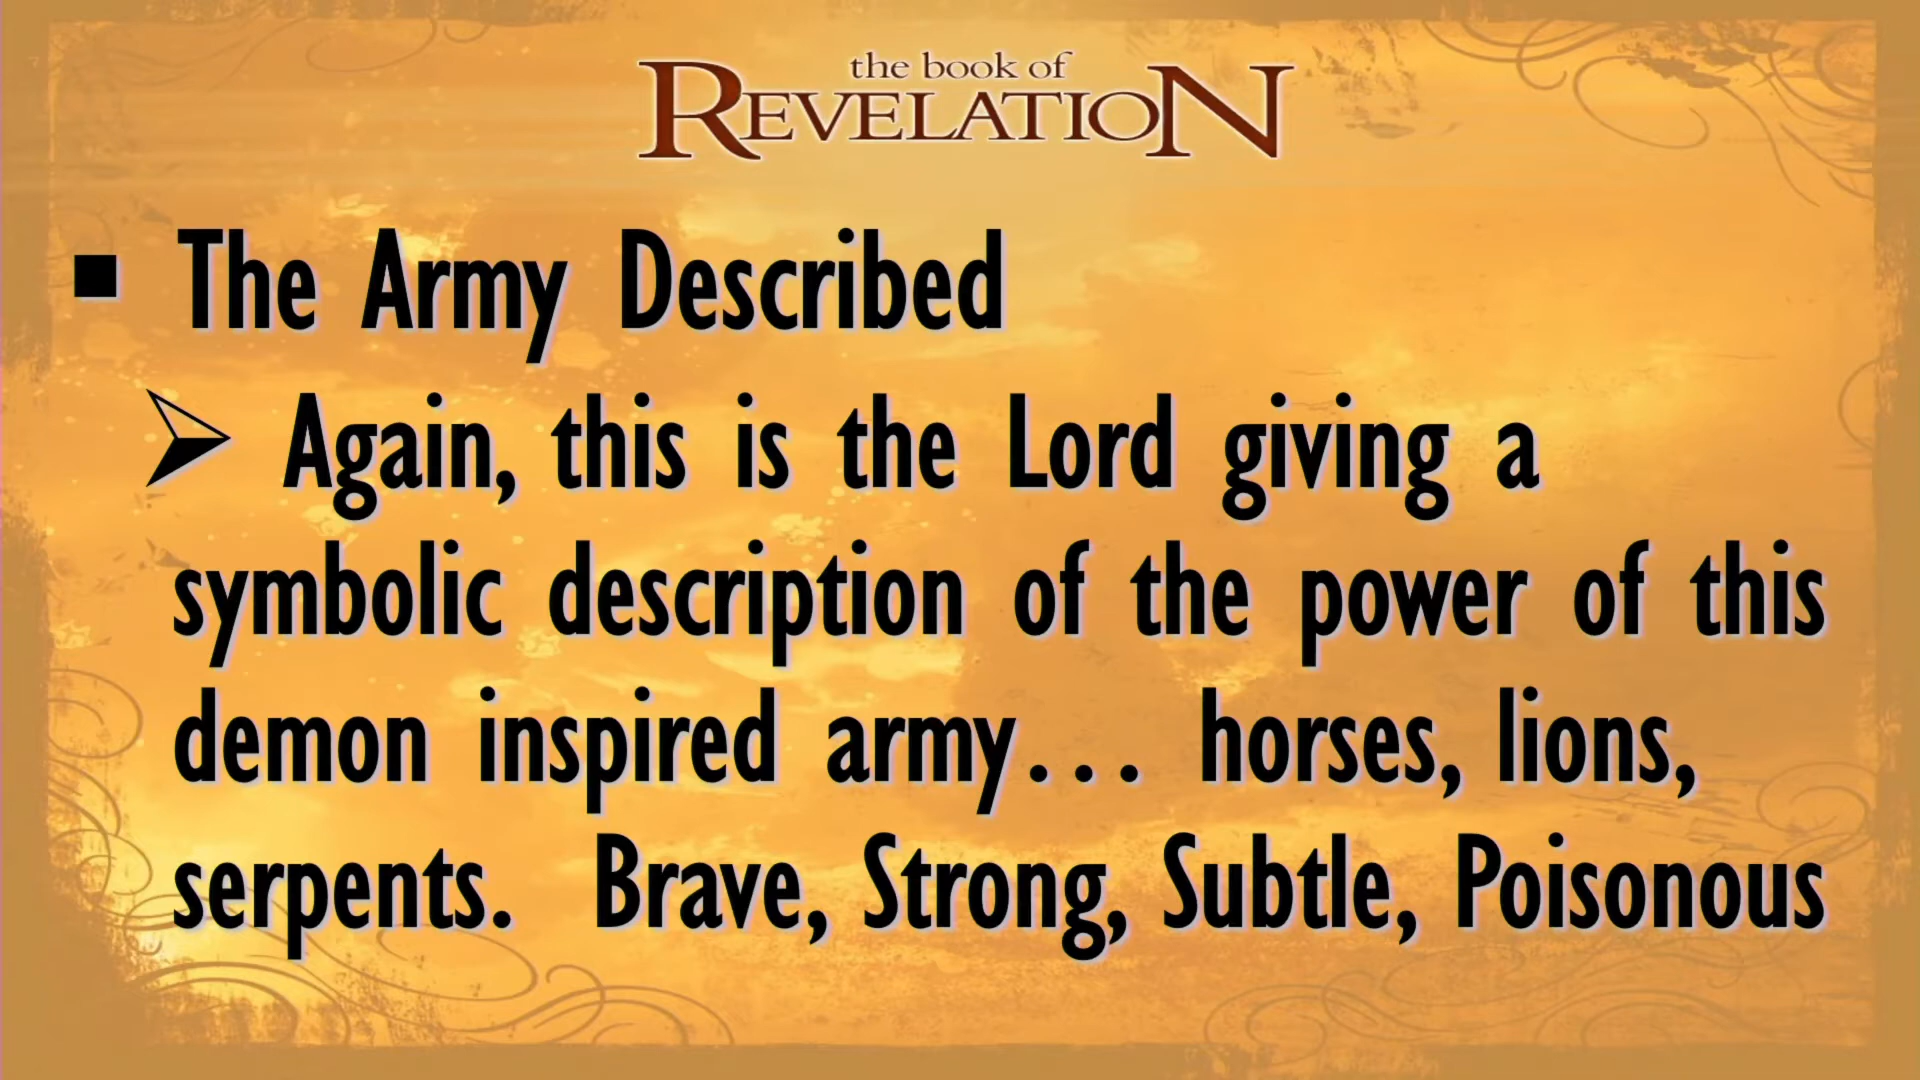 the book of
REVELATION
▪ The Army Described
➢ Again, this is the Lord giving a
symbolic description of the power of this
demon inspired army... horses, lions,
serpents. Brave, Strong, Subtle, Poisonous